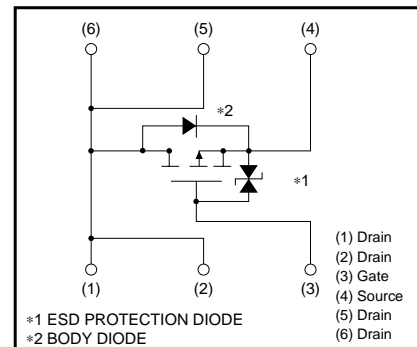 (6) (5) (4)
∗2
∗1
(1) Drain
(2) Drain
(3) Gate
(4) Source
(5) Drain
(6) Drain
(1) (2) (3)
∗1 ESD PROTECTION DIODE
∗2 BODY DIODE